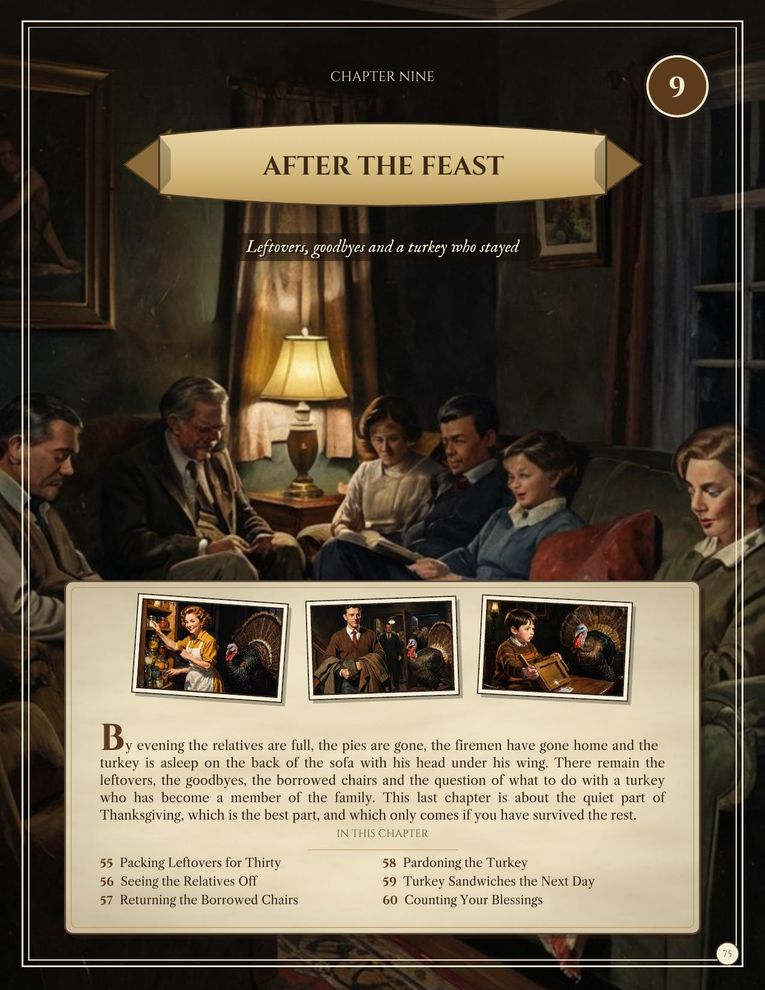 CHAPTER NINE
9
AFTER THE FEAST
Leftovers, goodbyes and a turkey who stayed
By evening the relatives are full, the pies are gone, the firemen have gone home and the
turkey is asleep on the back of the sofa with his head under his wing. There remain the
leftovers, the goodbyes, the borrowed chairs and the question of what to do with a turkey
who has become a member of the family. This last chapter is about the quiet part of
Thanksgiving, which is the best part, and which only comes if you have survived the rest.
IN THIS CHAPTER
55 Packing Leftovers for Thirty
56 Seeing the Relatives Off
57 Returning the Borrowed Chairs
58 Pardoning the Turkey
59 Turkey Sandwiches the Next Day
60 Counting Your Blessings
75